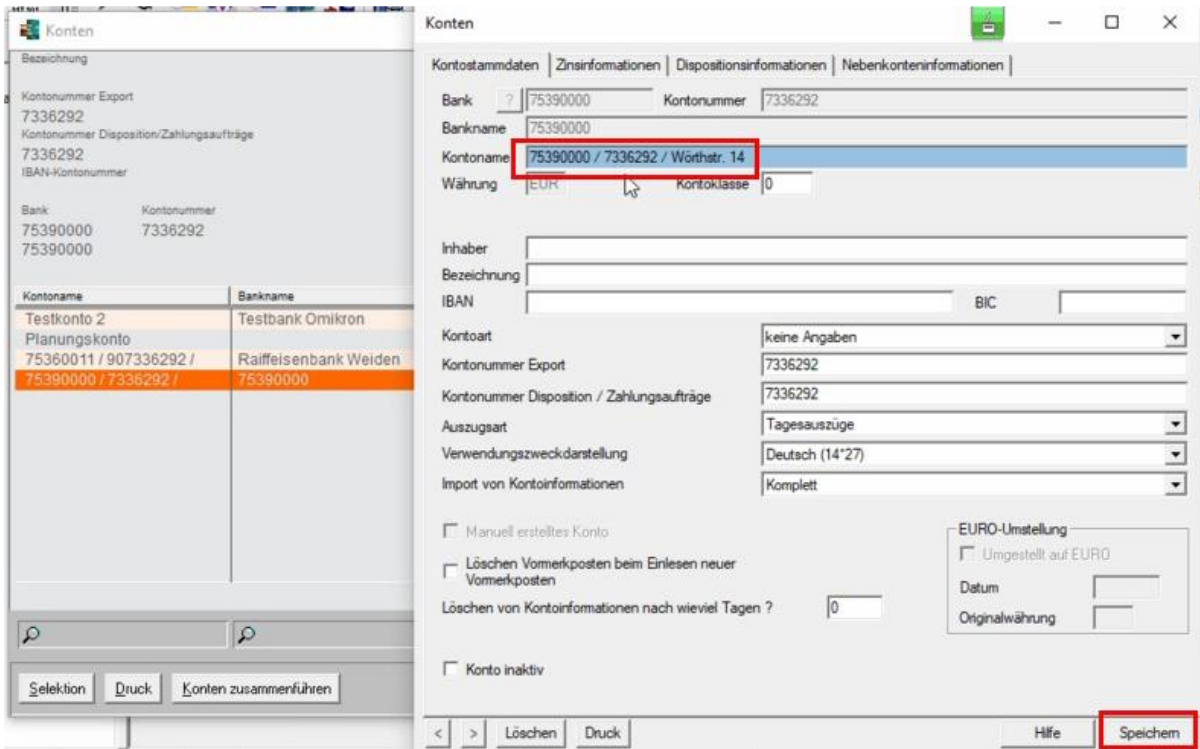 Konten
Bezeichnung
Kontonummer Export
7336292
Kontonummer Disposition/Zahlungsaufträge
7336292
IBAN-Kontonummer
Bank Kontonummer
75390000 7336292
75390000
Kontoname Bankname
Testkonto 2 Testbank Omikron
Planungskonto
75360011 / 907336292 / Raiffeisenbank Weiden
75390000 / 7336292 / 75390000
Selektion Druck Konten zusammenführen
Konten
Kontostammdaten Zinsinformationen Dispositionsinformationen Nebenkonteninformationen
Bank ? 75390000 Kontonummer 7336292
Bankname 75390000
Kontoname 75390000 / 7336292 / Wörthstr. 14
Währung EUR Kontoklasse 0
Inhaber
Bezeichnung
IBAN BIC
Kontoart keine Angaben
Kontonummer Export 7336292
Kontonummer Disposition / Zahlungsaufträge 7336292
Auszugsart Tagesauszüge
Verwendungszweckdarstellung Deutsch (14*27)
Import von Kontoinformationen Komplett
Manuell erstelltes Konto
Löschen Vormerkposten beim Einlesen neuer
Vormerkposten
Löschen von Kontoinformationen nach wieviel Tagen ? 0
EURO-Umstellung
Umgestellt auf EURO
Datum
Originalwährung
Konto inaktiv
< > Löschen Druck Hilfe Speichern